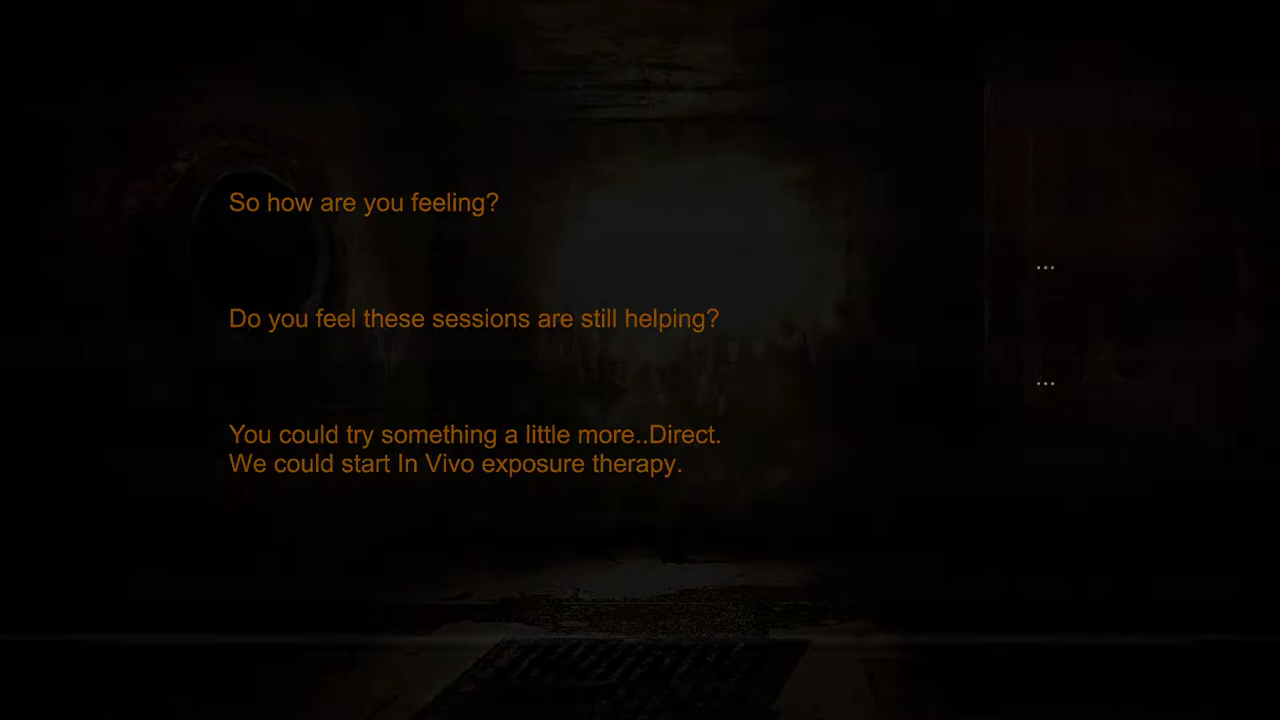 So how are you feeling?
...
Do you feel these sessions are still helping?
...
You could try something a little more..Direct.
We could start In Vivo exposure therapy.